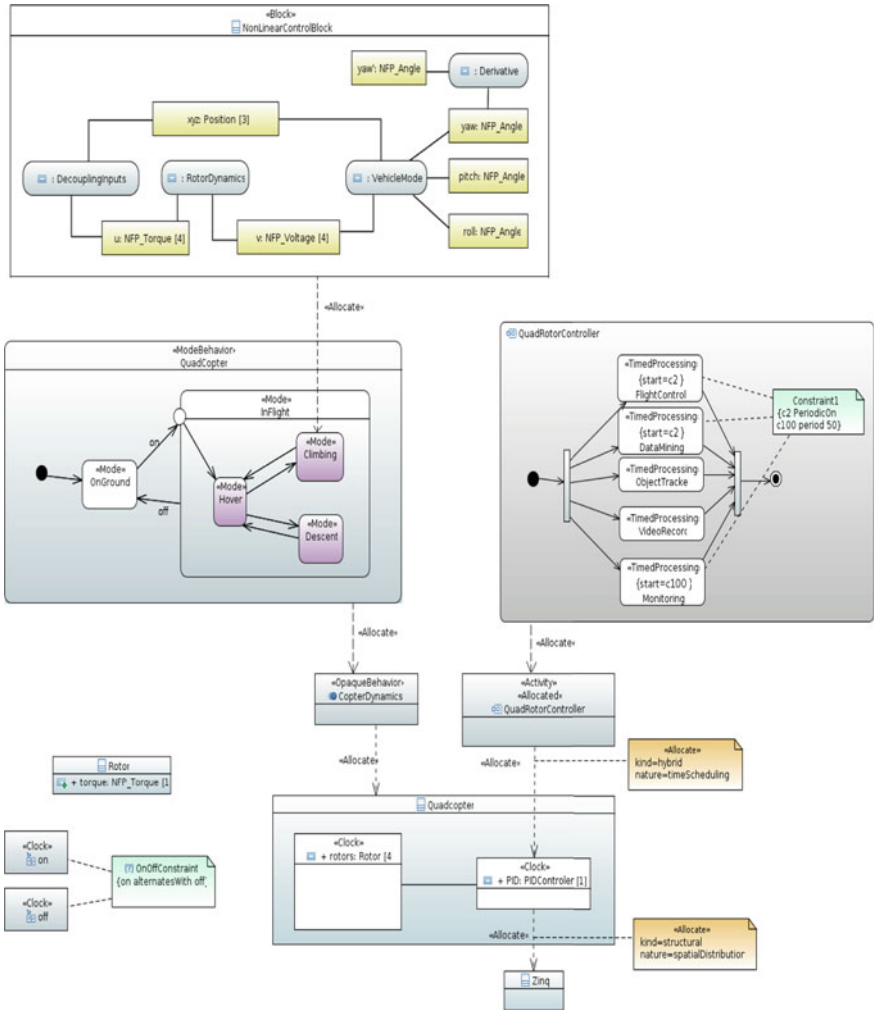 «Block»
NonLinearControlBlock
yaw': NFP_Angle
: Derivative
xyz: Position [3]
yaw: NFP_Angle
: DecouplingInputs
: RotorDynamics
: VehicleMode
pitch: NFP_Angle
u: NFP_Torque [4]
v: NFP_Voltage [4]
roll: NFP_Angle
«Allocate»
«ModeBehavior»
QuadCopter
«Mode»
InFlight
on
«Mode»
OnGround
off
«Mode»
Climbing
«Mode»
Hover
«Mode»
Descent
QuadRotorController
«TimedProcessing
{start=c2 }
FlightControl
«TimedProcessing
{start=c2 }
DataMining
«TimedProcessing
ObjectTracke
«TimedProcessing
VideoRecorc
«TimedProcessing
{start=c100 }
Monitoring
Constraint1
{c2 PeriodicOn
c100 period 50}
«Allocate»
«Allocate»
«OpaqueBehavior»
CopterDynamics
«Activity»
«Allocated»
QuadRotorController
«Allocate»
«Allocate»
«Allocate»
kind=hybrid
nature=timeScheduling
Rotor
+ torque: NFP_Torque [1
Quadcopter
«Clock»
+ rotors: Rotor [4
«Clock»
+ PID: PIDControler [1]
«Clock»
on
«Clock»
off
OnOffConstraint
{on alternatesWith off}
«Allocate»
«Allocate»
kind=structural
nature=spatialDistribution
Zinq